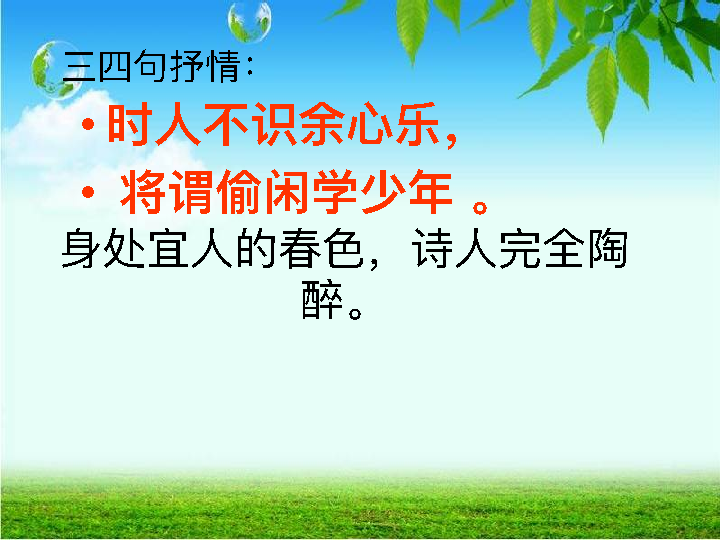 三四句抒情：
•时人不识余心乐，
• 将谓偷闲学少年 。
身处宜人的春色，诗人完全陶
醉。